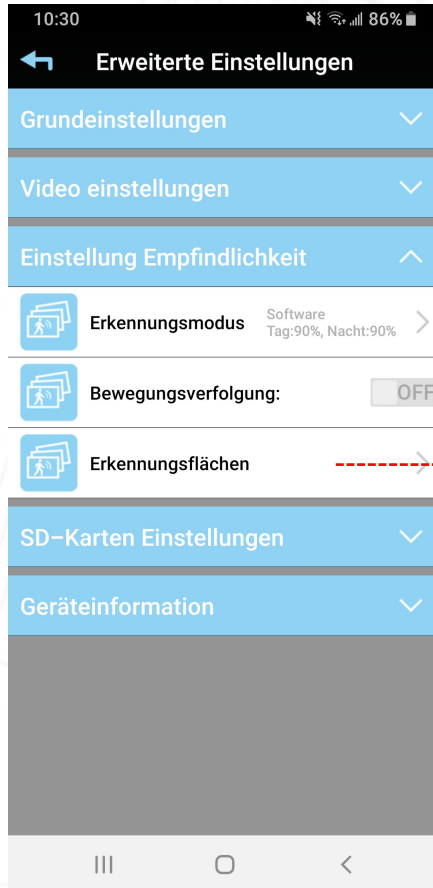 10:30
86%
Erweiterte Einstellungen
Grundeinstellungen
Video einstellungen
Einstellung Empfindlichkeit
Erkennungsmodus
Software
Tag:90%, Nacht:90%
Bewegungsverfolgung:
OFF
Erkennungsflächen
SD-Karten Einstellungen
Geräteinformation